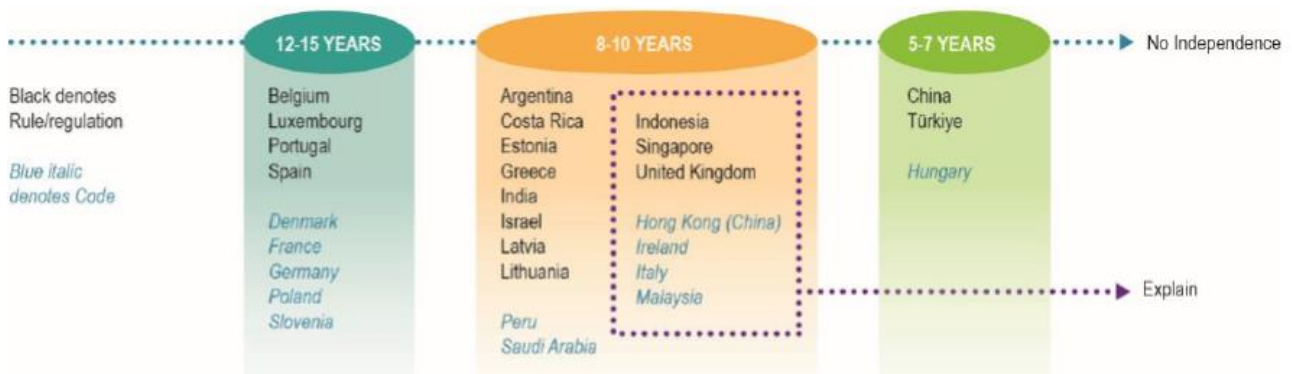 12-15 YEARS
8-10 YEARS
5-7 YEARS
No Independence
Black denotes
Rule/regulation
Blue italic
denotes Code
Belgium
Luxembourg
Portugal
Spain
Denmark
France
Germany
Poland
Slovenia
Argentina
Costa Rica
Estonia
Greece
India
Israel
Latvia
Lithuania
Peru
Saudi Arabia
Indonesia
Singapore
United Kingdom
Hong Kong (China)
Ireland
Italy
Malaysia
China
Türkiye
Hungary
Explain